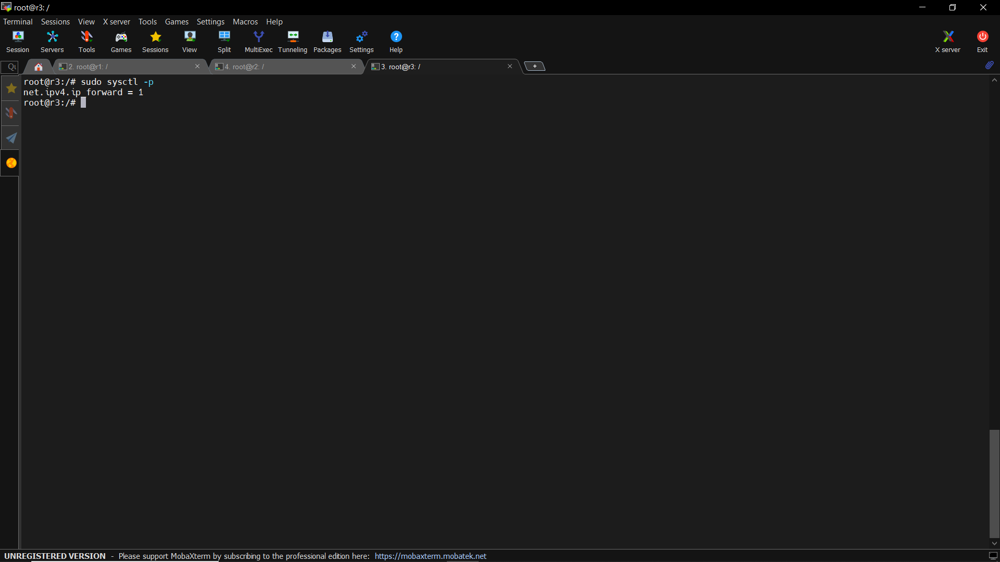 root@r3: /
Terminal Sessions View X server Tools Games Settings Macros Help
Session Servers Tools Games Sessions View Split MultiExec Tunneling Packages Settings Help X server Exit
2. root@r1: / 4. root@r2: / 3. root@r3: /
root@r3:/# sudo sysctl -p
net.ipv4.ip_forward = 1
root@r3:/#
UNREGISTERED VERSION - Please support MobaXterm by subscribing to the professional edition here: https://mobaxterm.mobatek.net